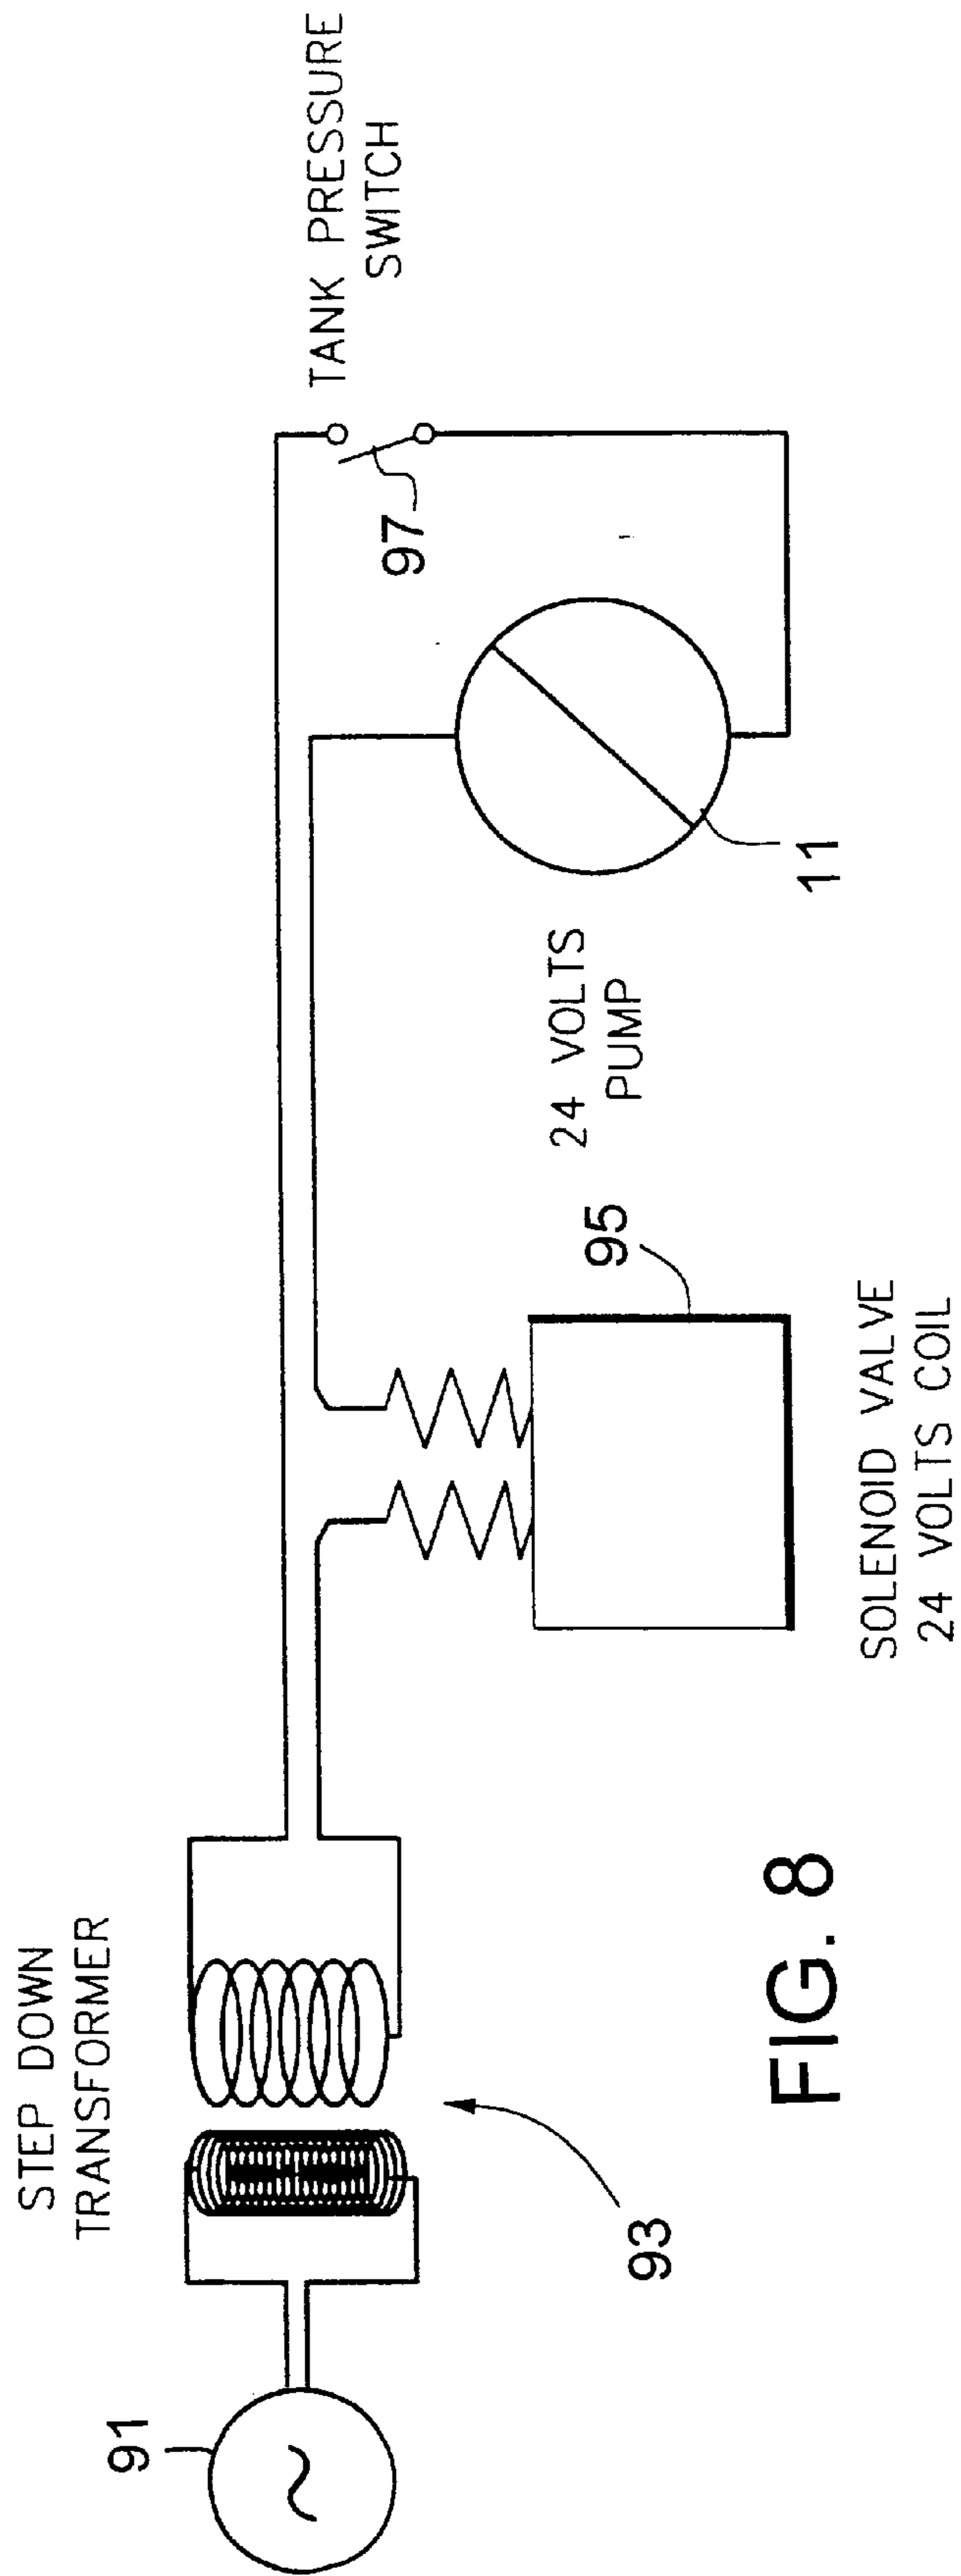 STEP DOWN
TRANSFORMER
91
93
TANK PRESSURE
SWITCH
97
24 VOLTS
PUMP
11
95
SOLENOID VALVE
24 VOLTS COIL
FIG. 8